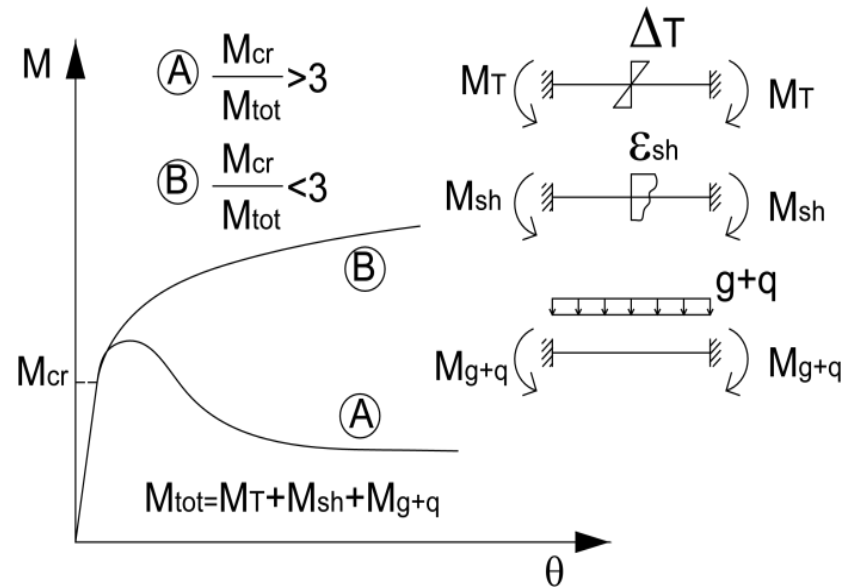 M
Ⓐ Mcr
Mtot >3
Ⓑ Mcr
Mtot <3
ΔT
MT MT
εsh
Msh Msh
g+q
Mg+q Mg+q
Ⓑ
Mcr
Ⓐ
Mtot=MT+Msh+Mg+q
θ